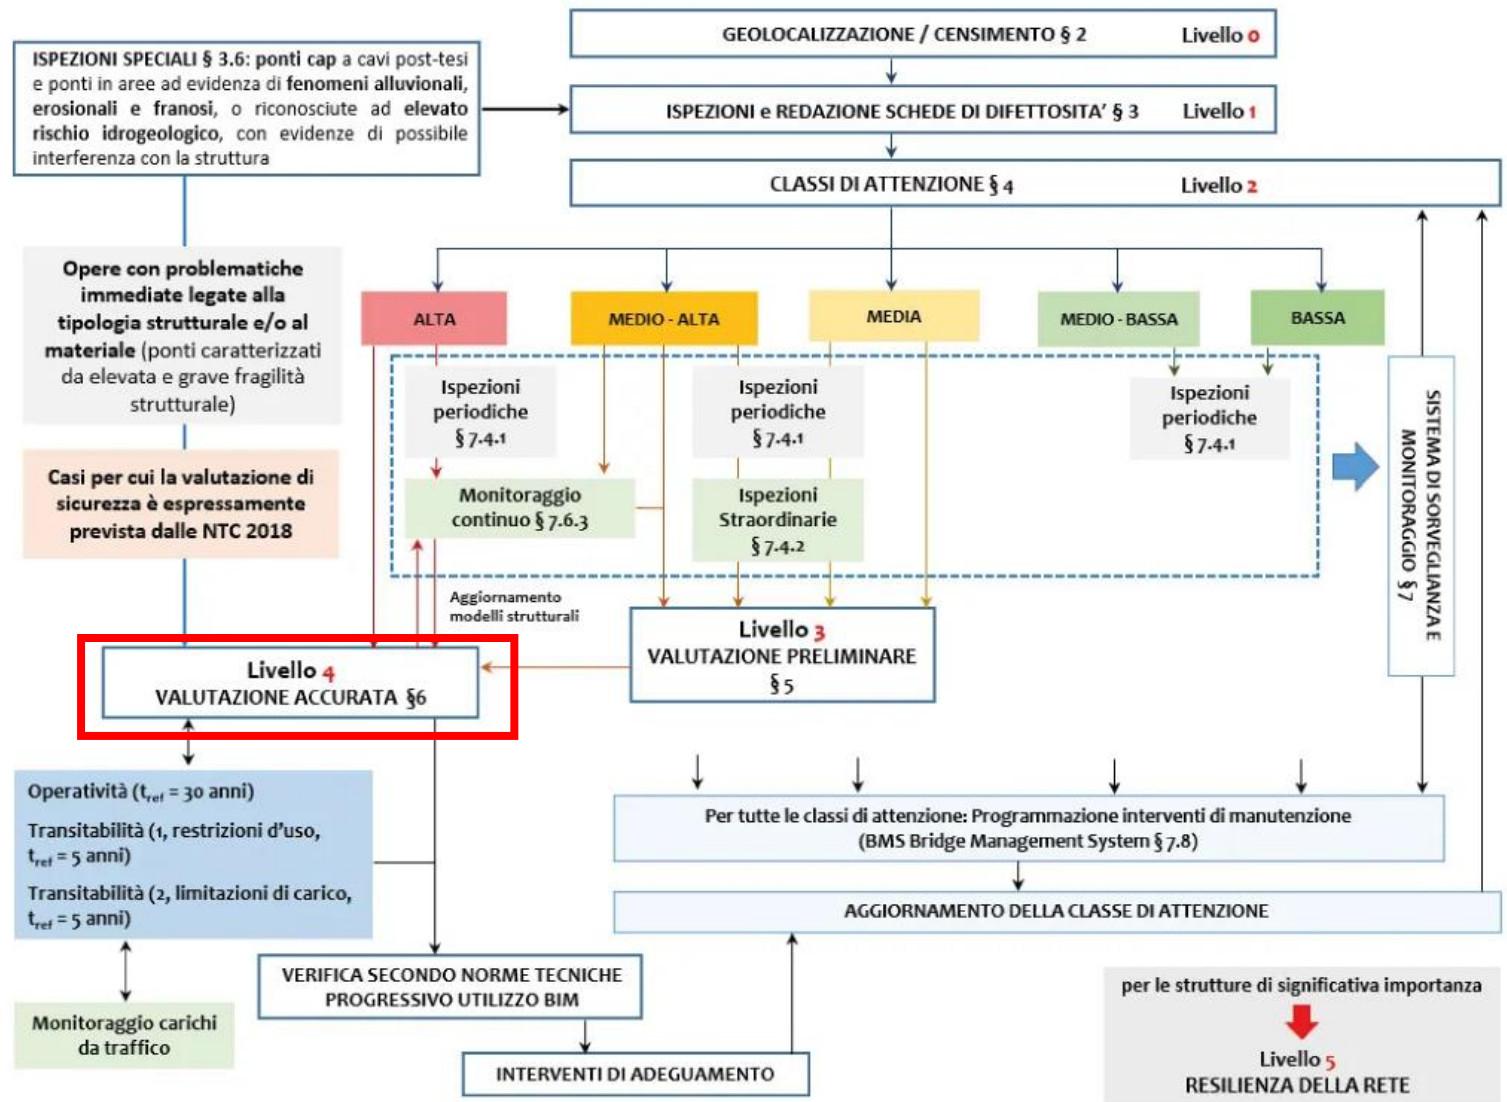 GEOLOCALIZZAZIONE / CENSIMENTO § 2 Livello 0
ISPEZIONI SPECIALI § 3.6: ponti cap a cavi post-tesi
e ponti in aree ad evidenza di fenomeni alluvionali,
erosionali e franosi, o riconosciute ad elevato
rischio idrogeologico, con evidenze di possibile
interferenza con la struttura
ISPEZIONI e REDAZIONE SCHEDE DI DIFETTOSITA’ § 3 Livello 1
CLASSI DI ATTENZIONE § 4 Livello 2
Opere con problematiche
immediate legate alla
tipologia strutturale e/o al
materiale (ponti caratterizzati
da elevata e grave fragilità
strutturale)
Casi per cui la valutazione di
sicurezza è espressamente
prevista dalle NTC 2018
ALTA
MEDIO - ALTA
MEDIA
MEDIO - BASSA
BASSA
Ispezioni
periodiche
§ 7.4.1
Monitoraggio
continuo § 7.6.3
Ispezioni
periodiche
§ 7.4.1
Ispezioni
Straordinarie
§ 7.4.2
Ispezioni
periodiche
§ 7.4.1
SISTEMA DI SORVEGLIANZA E
MONITORAGGIO §7
Aggiornamento
modelli strutturali
Livello 3
VALUTAZIONE PRELIMINARE
§ 5
Livello 4
VALUTAZIONE ACCURATA §6
Operatività (tref = 30 anni)
Transitabilità (1, restrizioni d’uso,
tref = 5 anni)
Transitabilità (2, limitazioni di carico,
tref = 5 anni)
Monitoraggio carichi
da traffico
Per tutte le classi di attenzione: Programmazione interventi di manutenzione
(BMS Bridge Management System § 7.8)
AGGIORNAMENTO DELLA CLASSE DI ATTENZIONE
VERIFICA SECONDO NORME TECNICHE
PROGRESSIVO UTILIZZO BIM
INTERVENTI DI ADEGUAMENTO
per le strutture di significativa importanza
Livello 5
RESILIENZA DELLA RETE